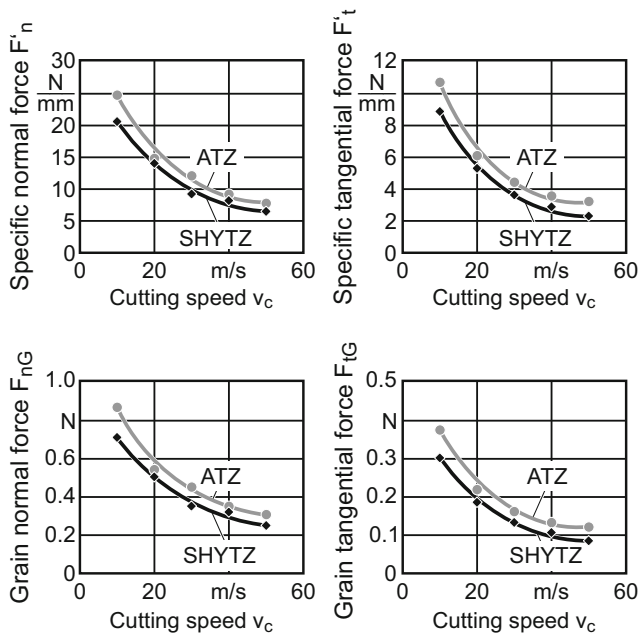 Specific normal force F'n
30
N
mm
20
15
10
5
0
ATZ
SHYTZ
0
20
m/s
60
Cutting speed vc
Specific tangential force F't
12
N
mm
8
6
4
2
0
ATZ
SHYTZ
0
20
m/s
60
Cutting speed vc
Grain normal force FnG
1.0
N
0.6
0.4
0.2
0
ATZ
SHYTZ
0
20
m/s
60
Cutting speed vc
Grain tangential force FtG
0.5
N
0.3
0.2
0.1
0
ATZ
SHYTZ
0
20
m/s
60
Cutting speed vc